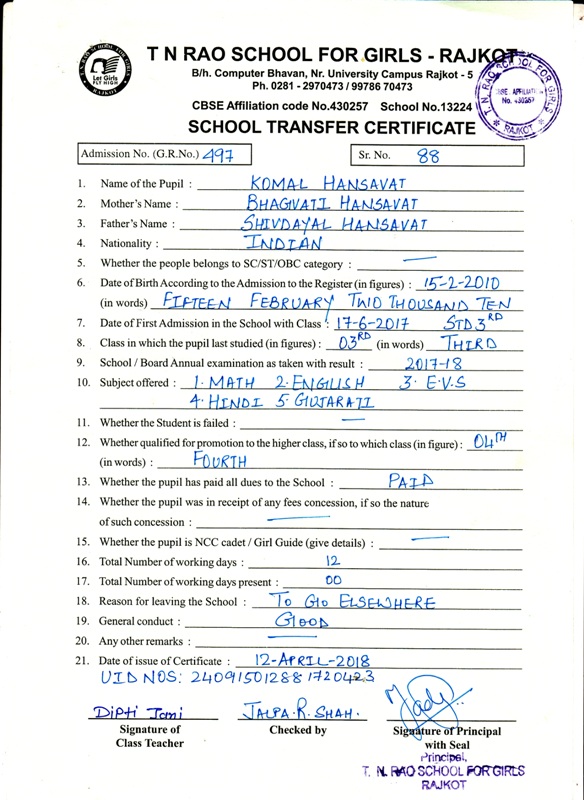 T. N. RAO SCHOOL FOR GIRLS
Let Girls
FLY HIGH
RAJKOT
T N RAO SCHOOL FOR GIRLS - RAJKOT
B/h. Computer Bhavan, Nr. University Campus Rajkot - 5
Ph. 0281 - 2970473 / 99786 70473
CBSE Affiliation code No.430257 School No.13224
T. N. RAO SCHOOL FOR GIRLS
CBSE AFFILIATION
No. 430257
* RAJKOT *
SCHOOL TRANSFER CERTIFICATE
Admission No. (G.R.No.) 497 Sr. No. 88
1. Name of the Pupil : KOMAL HANSAVAT
2. Mother's Name : BHAGIVATI HANSAVAT
3. Father's Name : SHIVDAYAL HANSAVAT
4. Nationality : INDIAN
5. Whether the people belongs to SC/ST/OBC category : —
6. Date of Birth According to the Admission to the Register (in figures) : 15-2-2010
(in words) FIFTEEN FEBRUARY TWO THOUSAND TEN
7. Date of First Admission in the School with Class : 17-6-2017 STD 3RD
8. Class in which the pupil last studied (in figures) : 03RD (in words) THIRD
9. School / Board Annual examination as taken with result : 2017-18
10. Subject offered : 1. MATH 2. ENGLISH 3. E.V.S
4. HINDI 5. GUJARATI
11. Whether the Student is failed : —
12. Whether qualified for promotion to the higher class, if so to which class (in figure) : 04TH
(in words) : FOURTH
13. Whether the pupil has paid all dues to the School : PAID
14. Whether the pupil was in receipt of any fees concession, if so the nature
of such concession : —
15. Whether the pupil is NCC cadet / Girl Guide (give details) : —
16. Total Number of working days : 12
17. Total Number of working days present : 00
18. Reason for leaving the School : TO GO ELSEWHERE
19. General conduct : GOOD
20. Any other remarks : —
21. Date of issue of Certificate : 12-APRIL-2018
UID NOS: 240915012881720423
Dipti Jani JALPA.R.SHAH.
Signature of Checked by Signature of Principal
Class Teacher with Seal
Principal,
T. N. RAO SCHOOL FOR GIRLS
RAJKOT